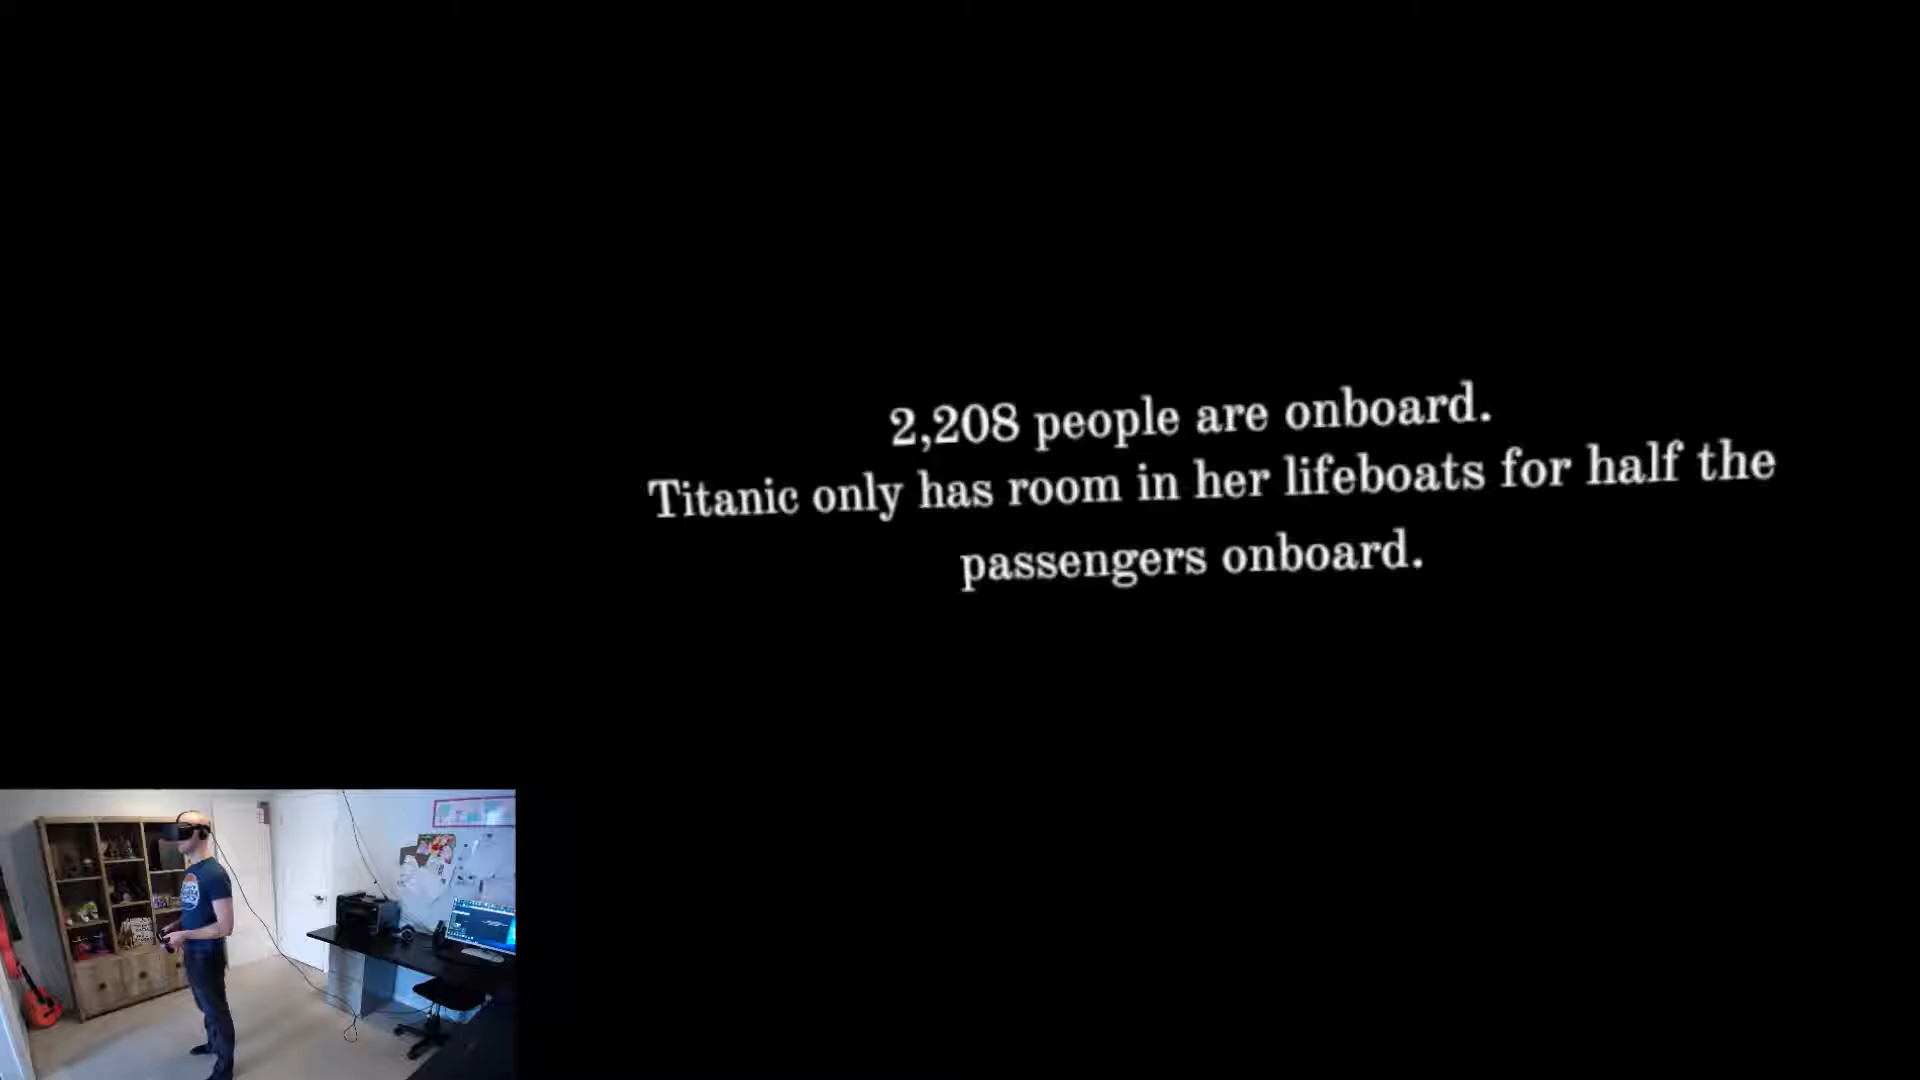 2,208 people are onboard.
Titanic only has room in her lifeboats for half the
passengers onboard.